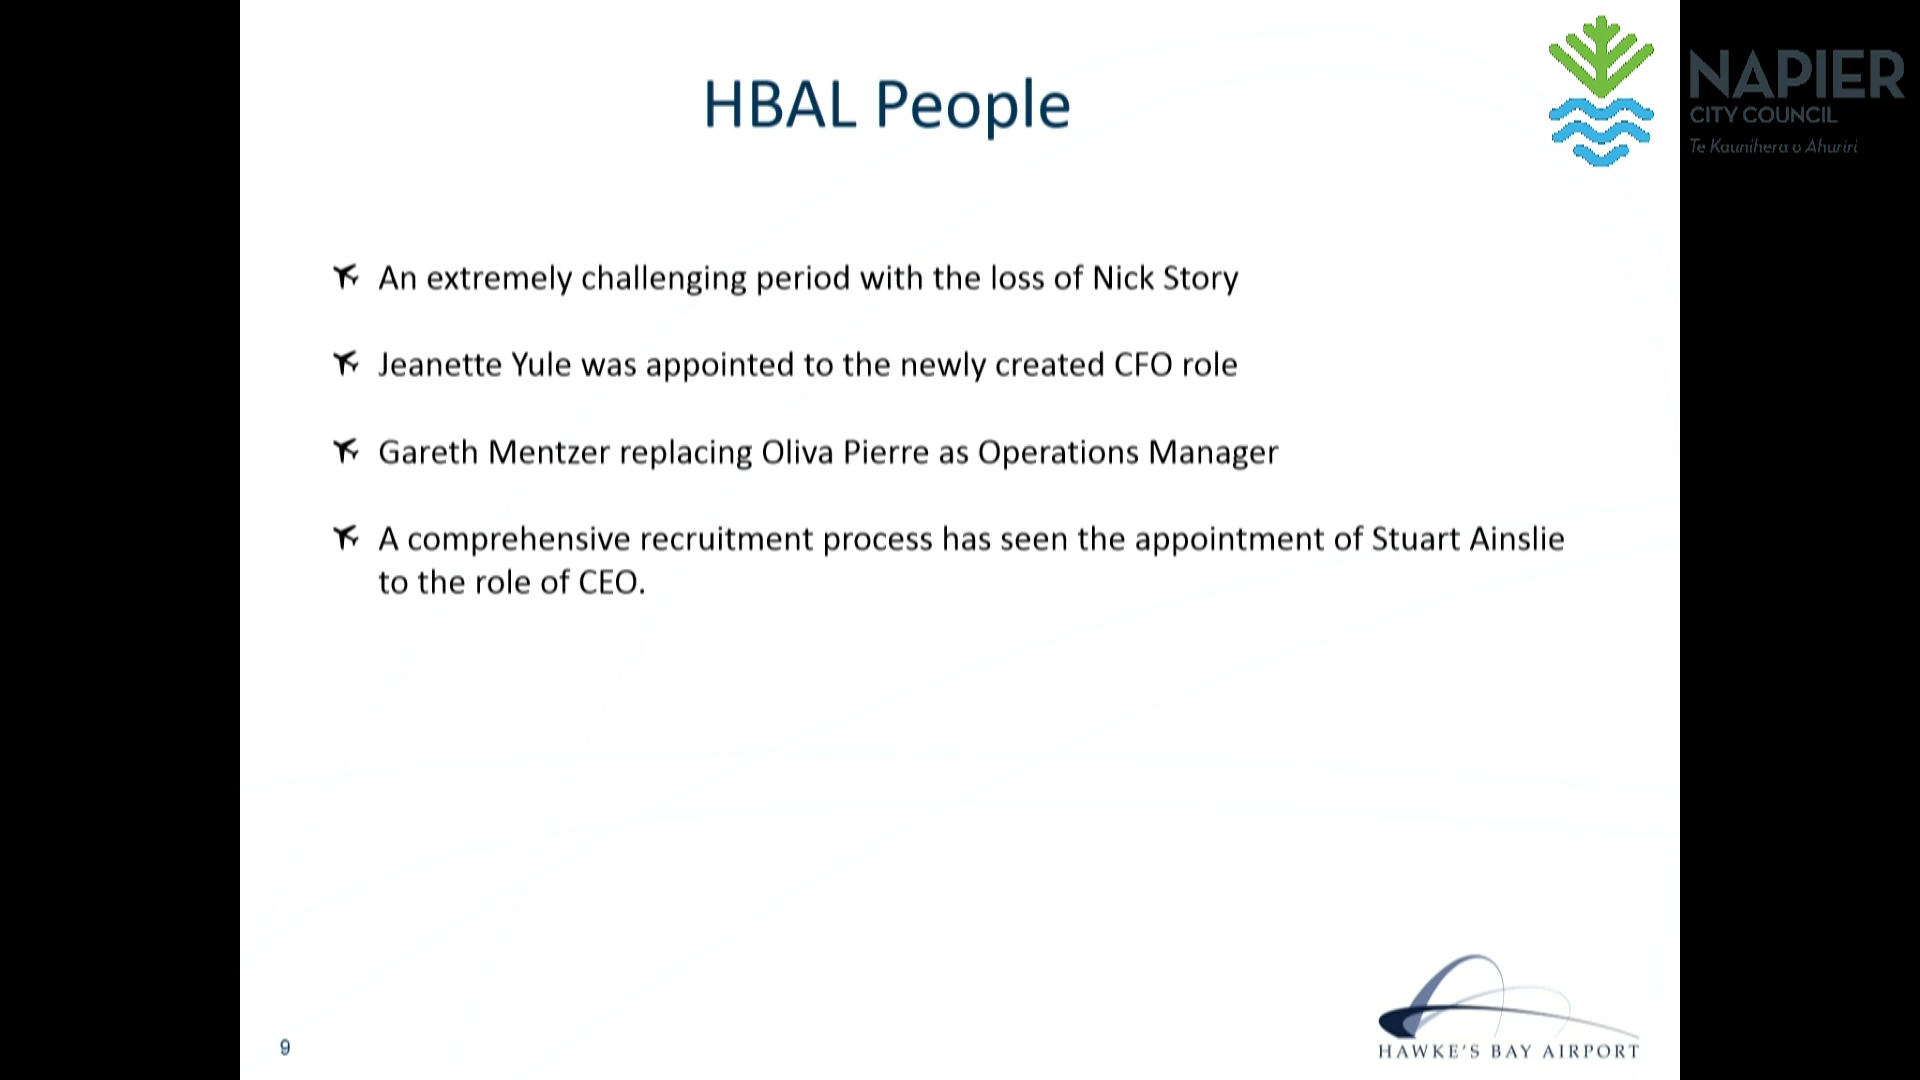 HBAL People
NAPIER
CITY COUNCIL
Te Kaunihera o Ahuriri
An extremely challenging period with the loss of Nick Story
Jeanette Yule was appointed to the newly created CFO role
Gareth Mentzer replacing Oliva Pierre as Operations Manager
A comprehensive recruitment process has seen the appointment of Stuart Ainslie
to the role of CEO.
9
HAWKE'S BAY AIRPORT